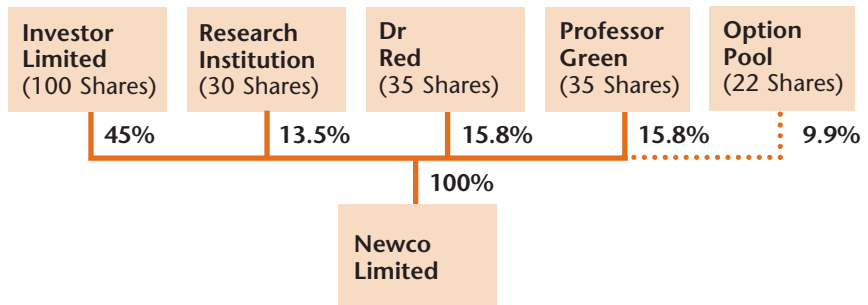 Investor
Limited
(100 Shares)
Research
Institution
(30 Shares)
Dr
Red
(35 Shares)
Professor
Green
(35 Shares)
Option
Pool
(22 Shares)
45%
13.5%
15.8%
15.8%
9.9%
100%
Newco
Limited